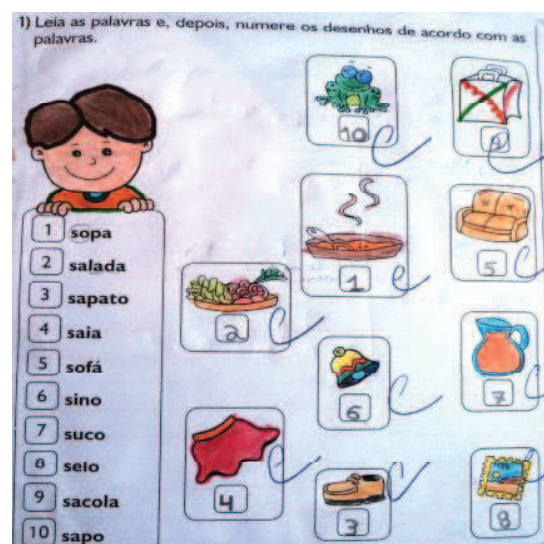 1) Leia as palavras e, depois, numere os desenhos de acordo com as
palavras.
10
9
1
5
2
6
7
4
3
8
1 sopa
2 salada
3 sapato
4 saia
5 sofá
6 sino
7 suco
8 selo
9 sacola
10 sapo